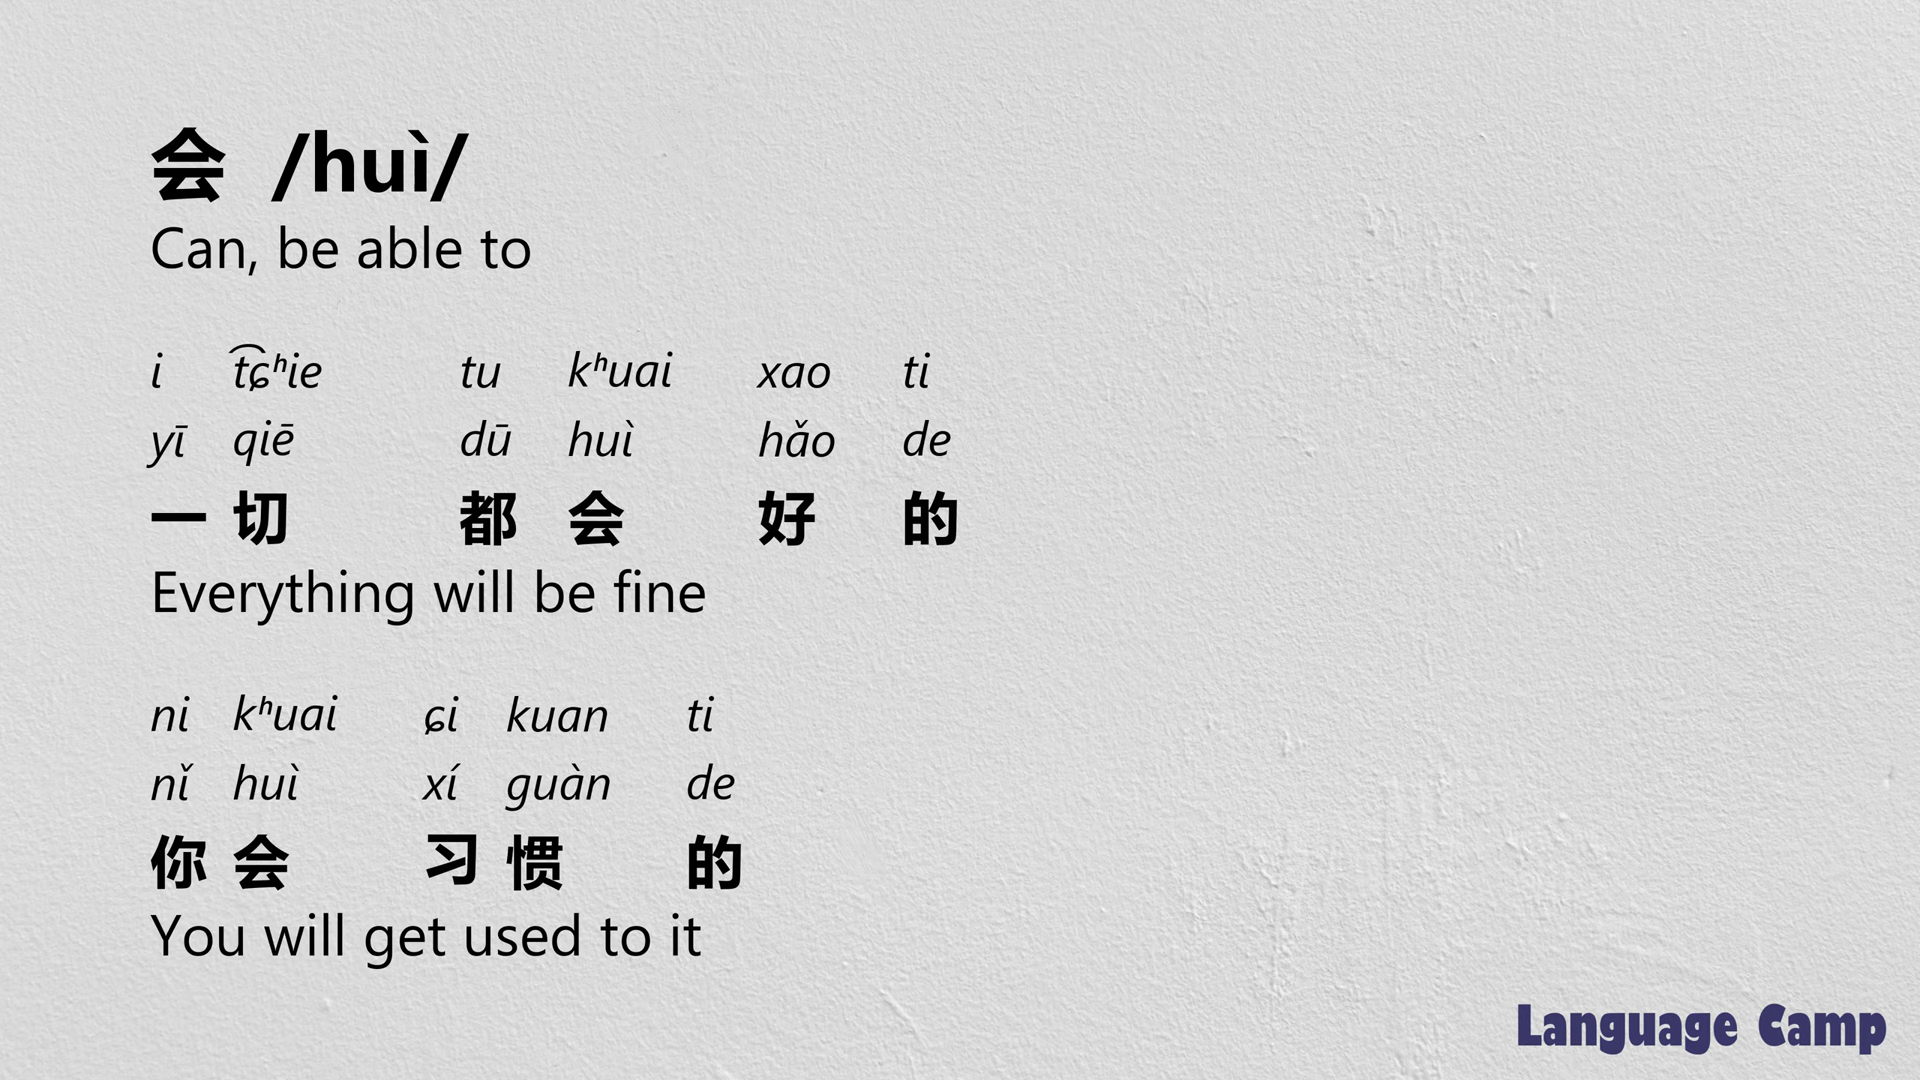 会 /huì/
Can, be able to
i t͡ɕʰie tu kʰuai xao ti
yī qiē dū huì hǎo de
一 切 都 会 好 的
Everything will be fine
ni kʰuai ɕi kuan ti
nǐ huì xí guàn de
你 会 习 惯 的
You will get used to it
Language Camp